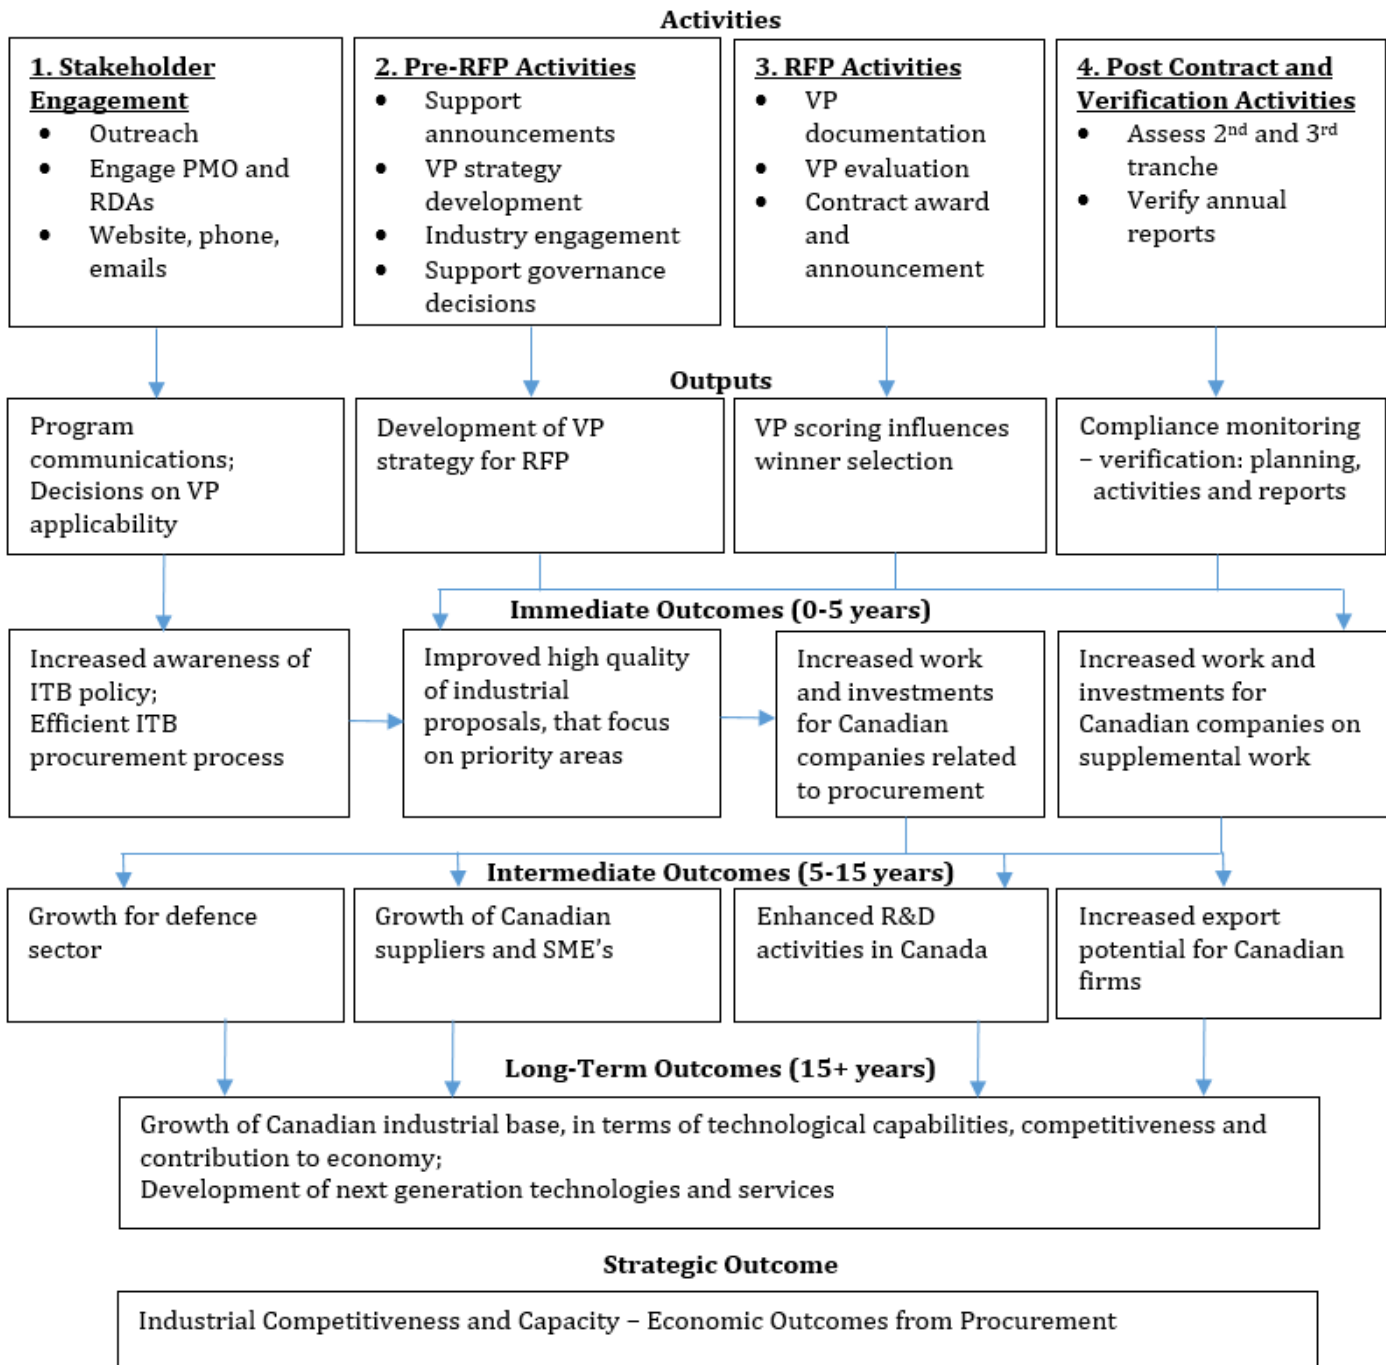 Activities
1. Stakeholder
Engagement
• Outreach
• Engage PMO and
RDAs
• Website, phone,
emails
2. Pre-RFP Activities
• Support
announcements
• VP strategy
development
• Industry engagement
• Support governance
decisions
3. RFP Activities
• VP
documentation
• VP evaluation
• Contract award
and
announcement
4. Post Contract and
Verification Activities
• Assess 2nd and 3rd
tranche
• Verify annual
reports
Outputs
Program
communications;
Decisions on VP
applicability
Development of VP
strategy for RFP
VP scoring influences
winner selection
Compliance monitoring
– verification: planning,
activities and reports
Immediate Outcomes (0-5 years)
Increased awareness of
ITB policy;
Efficient ITB
procurement process
Improved high quality
of industrial
proposals, that focus
on priority areas
Increased work
and investments
for Canadian
companies related
to procurement
Increased work and
investments for
Canadian companies on
supplemental work
Intermediate Outcomes (5-15 years)
Growth for defence
sector
Growth of Canadian
suppliers and SME’s
Enhanced R&D
activities in Canada
Increased export
potential for Canadian
firms
Long-Term Outcomes (15+ years)
Growth of Canadian industrial base, in terms of technological capabilities, competitiveness and
contribution to economy;
Development of next generation technologies and services
Strategic Outcome
Industrial Competitiveness and Capacity – Economic Outcomes from Procurement